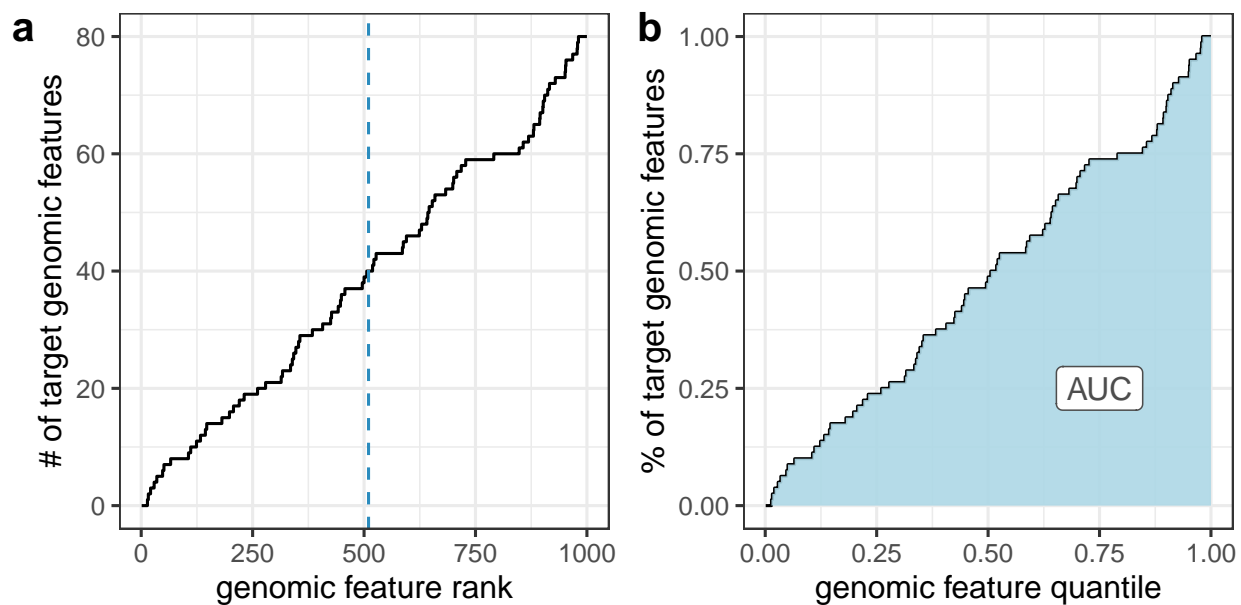 a
# of target genomic features
80
60
40
20
0
0 250 500 750 1000
genomic feature rank
b
% of target genomic features
1.00
0.75
0.50
0.25
0.00
AUC
0.00 0.25 0.50 0.75 1.00
genomic feature quantile